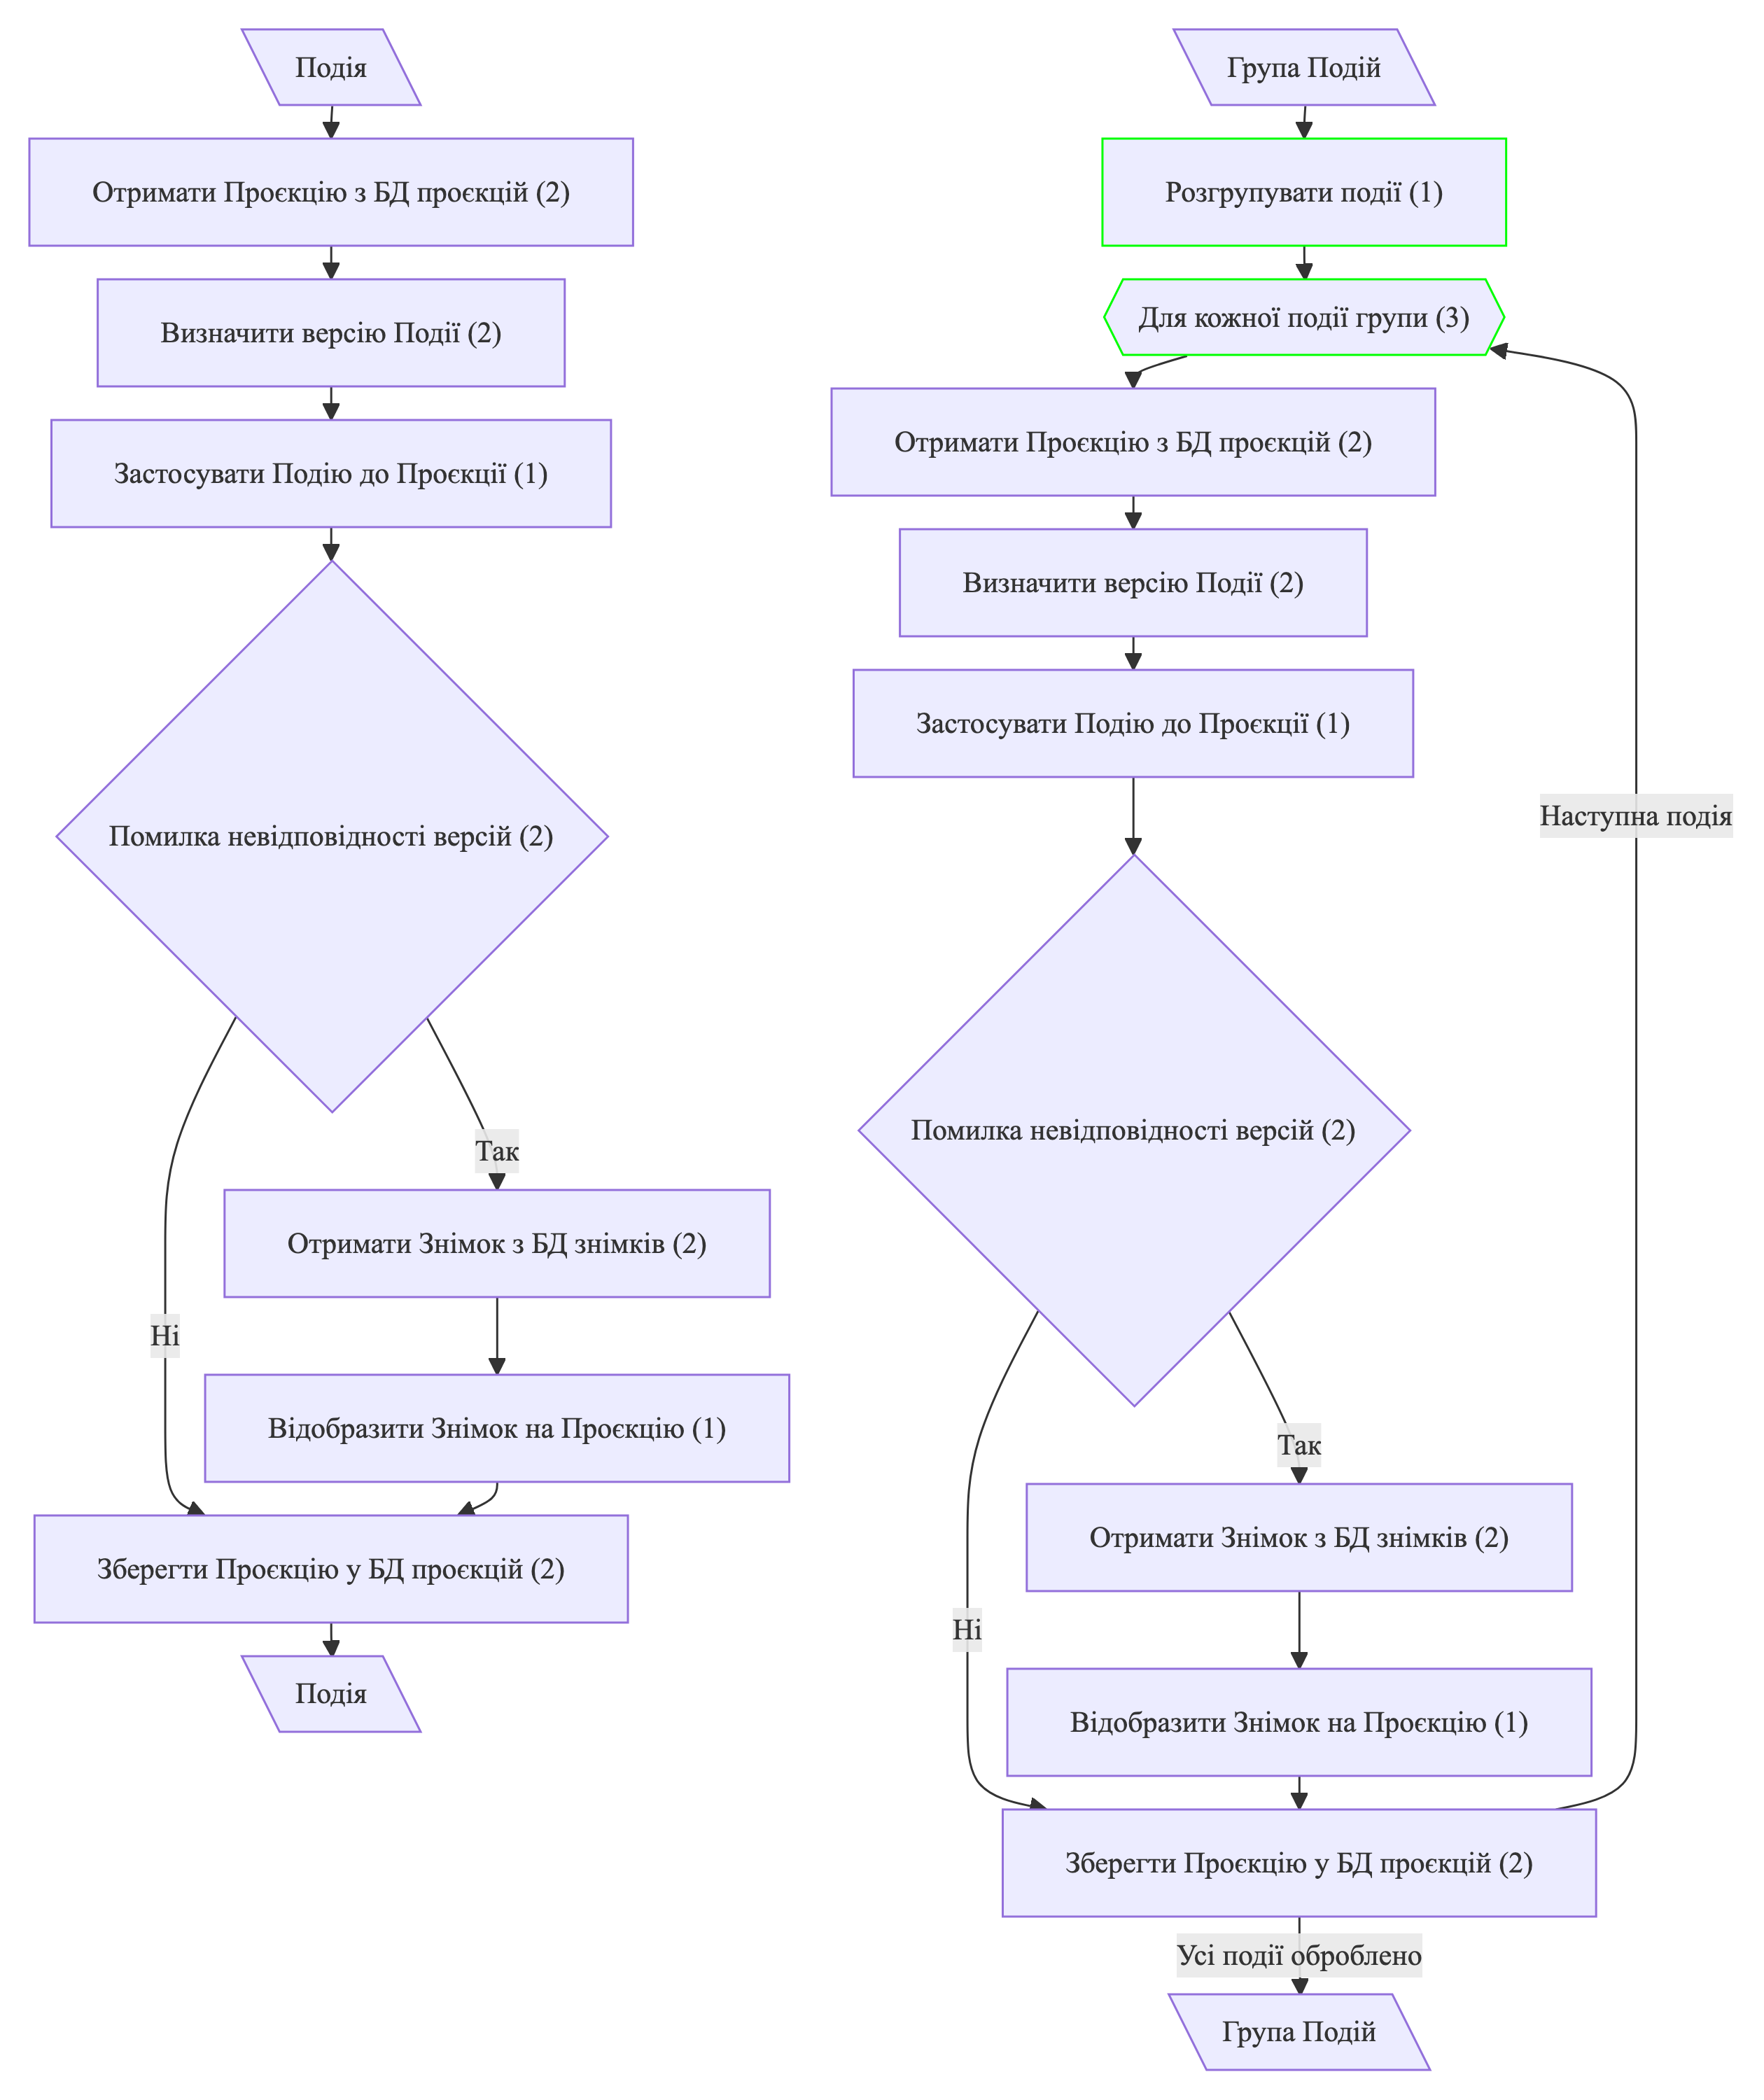 Подія
Отримати Проєкцію з БД проєкцій (2)
Визначити версію Події (2)
Застосувати Подію до Проєкції (1)
Помилка невідповідності версій (2)
Так
Отримати Знімок з БД знімків (2)
Ні
Відобразити Знімок на Проєкцію (1)
Зберегти Проєкцію у БД проєкцій (2)
Подія
Група Подій
Розгрупувати події (1)
Для кожної події групи (3)
Отримати Проєкцію з БД проєкцій (2)
Визначити версію Події (2)
Застосувати Подію до Проєкції (1)
Наступна подія
Помилка невідповідності версій (2)
Так
Отримати Знімок з БД знімків (2)
Ні
Відобразити Знімок на Проєкцію (1)
Зберегти Проєкцію у БД проєкцій (2)
Усі події оброблено
Група Подій